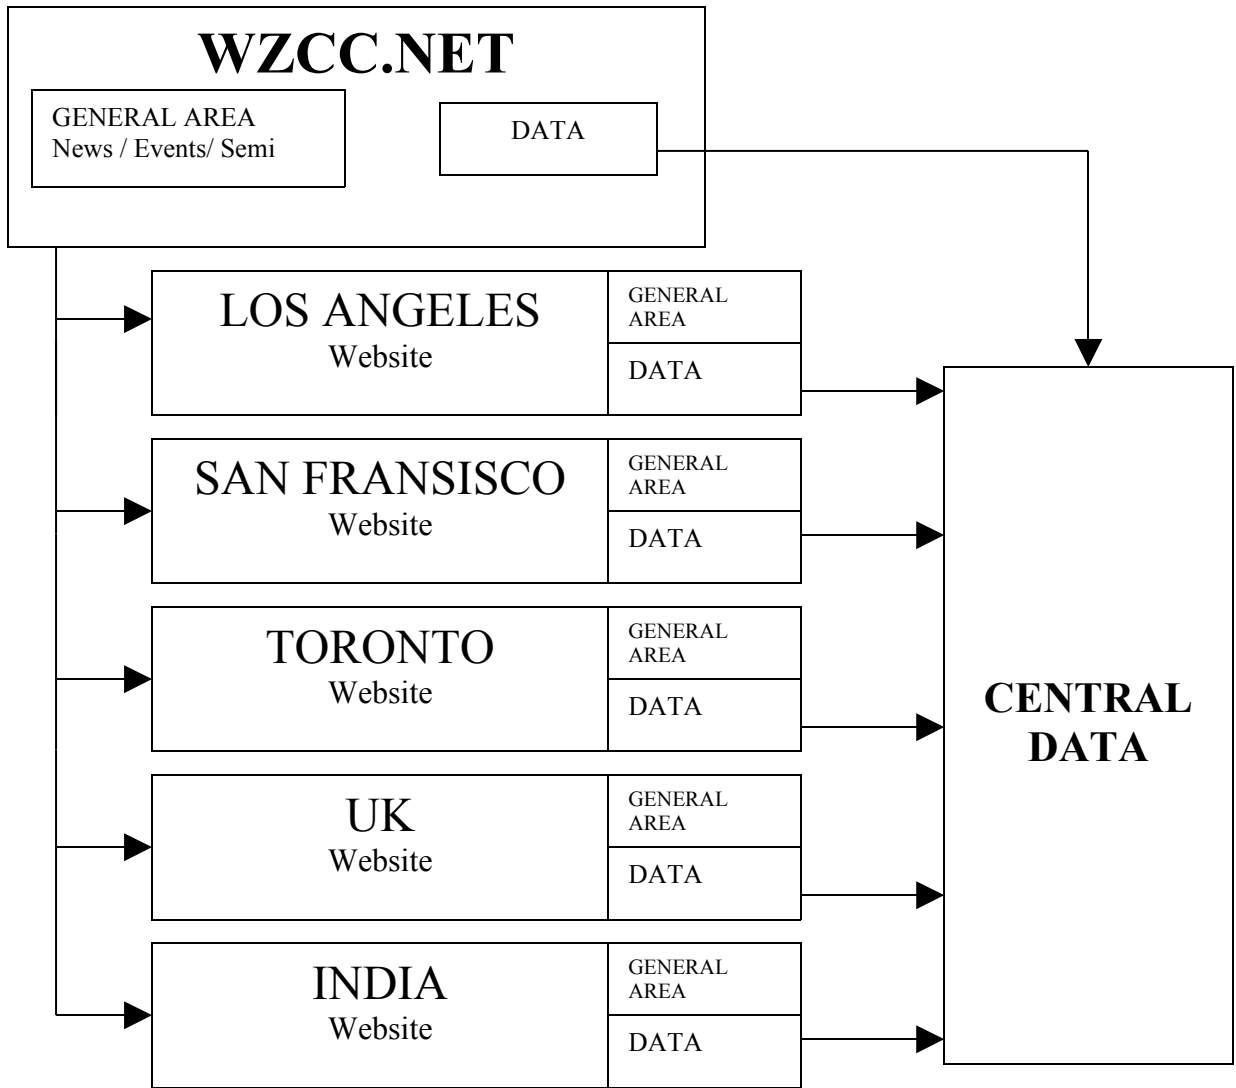 WZCC.NET
GENERAL AREA
News / Events/ Semi
DATA
LOS ANGELES
Website
GENERAL
AREA
DATA
SAN FRANSISCO
Website
GENERAL
AREA
DATA
TORONTO
Website
GENERAL
AREA
DATA
UK
Website
GENERAL
AREA
DATA
INDIA
Website
GENERAL
AREA
DATA
CENTRAL
DATA